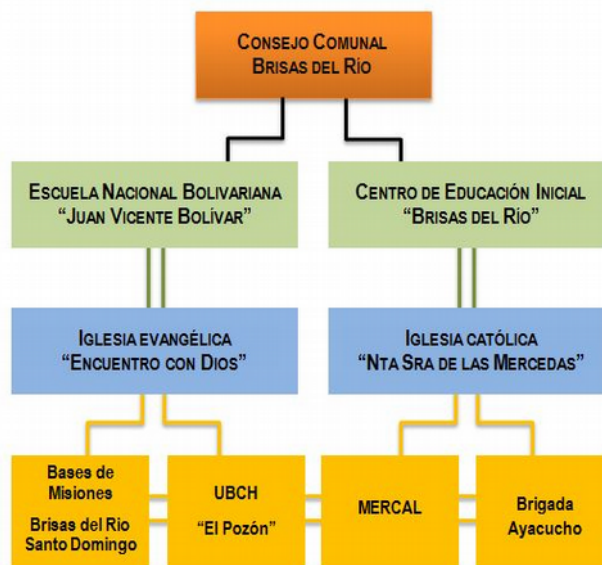 CONSEJO COMUNAL
BRISAS DEL RÍO
ESCUELA NACIONAL BOLIVARIANA
“JUAN VICENTE BOLÍVAR”
CENTRO DE EDUCACIÓN INICIAL
“BRISAS DEL RÍO”
IGLESIA EVANGÉLICA
“ENCUENTRO CON DIOS”
IGLESIA CATÓLICA
“NTA SRA DE LAS MERCEDAS”
Bases de
Misiones
Brisas del Rio
Santo Domingo
UBCH
“El Pozón”
MERCAL
Brigada
Ayacucho